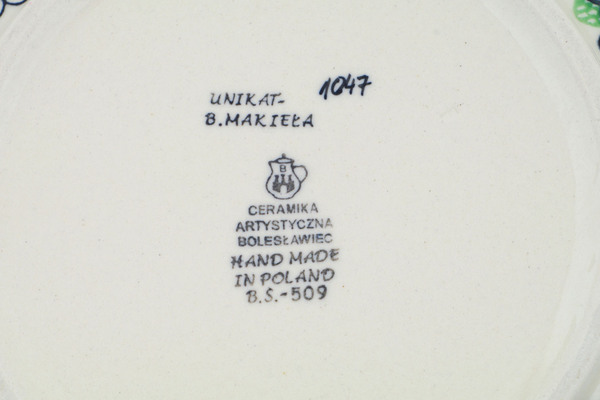 UNIKAT- 1047
B.MAKIEŁA
B
CERAMIKA
ARTYSTYCZNA
BOLESŁAWIEC
HAND MADE
IN POLAND
B.S.-509